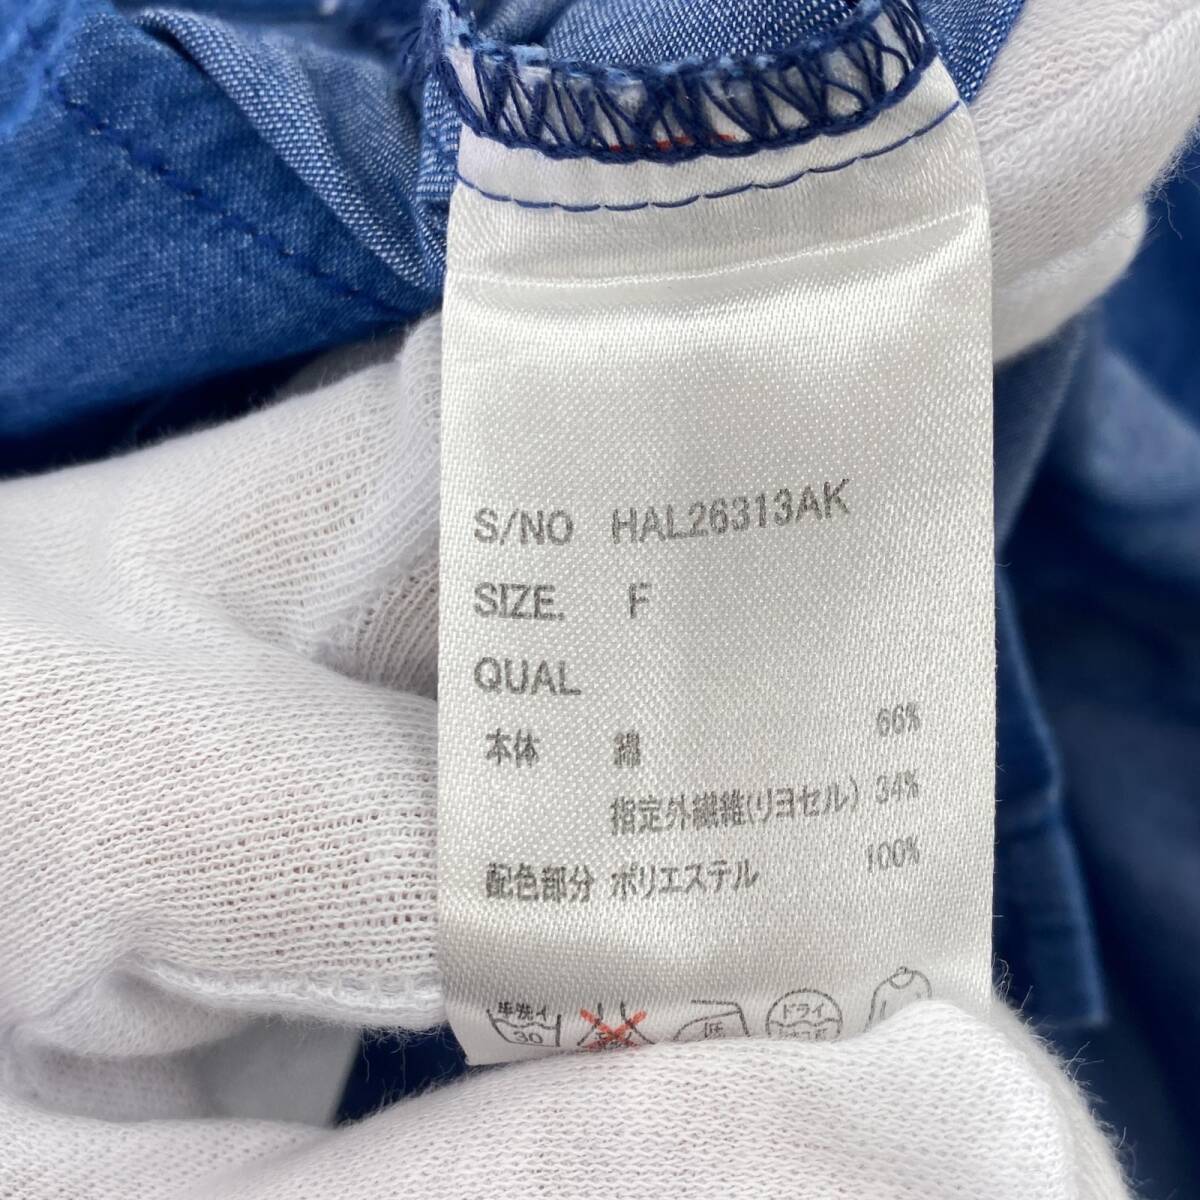 S/NO HAL26313AK
SIZE. F
QUAL
本体 綿 66%
指定外繊維(リヨセル) 34%
配色部分 ポリエステル 100%
手洗イ 30 ドライ